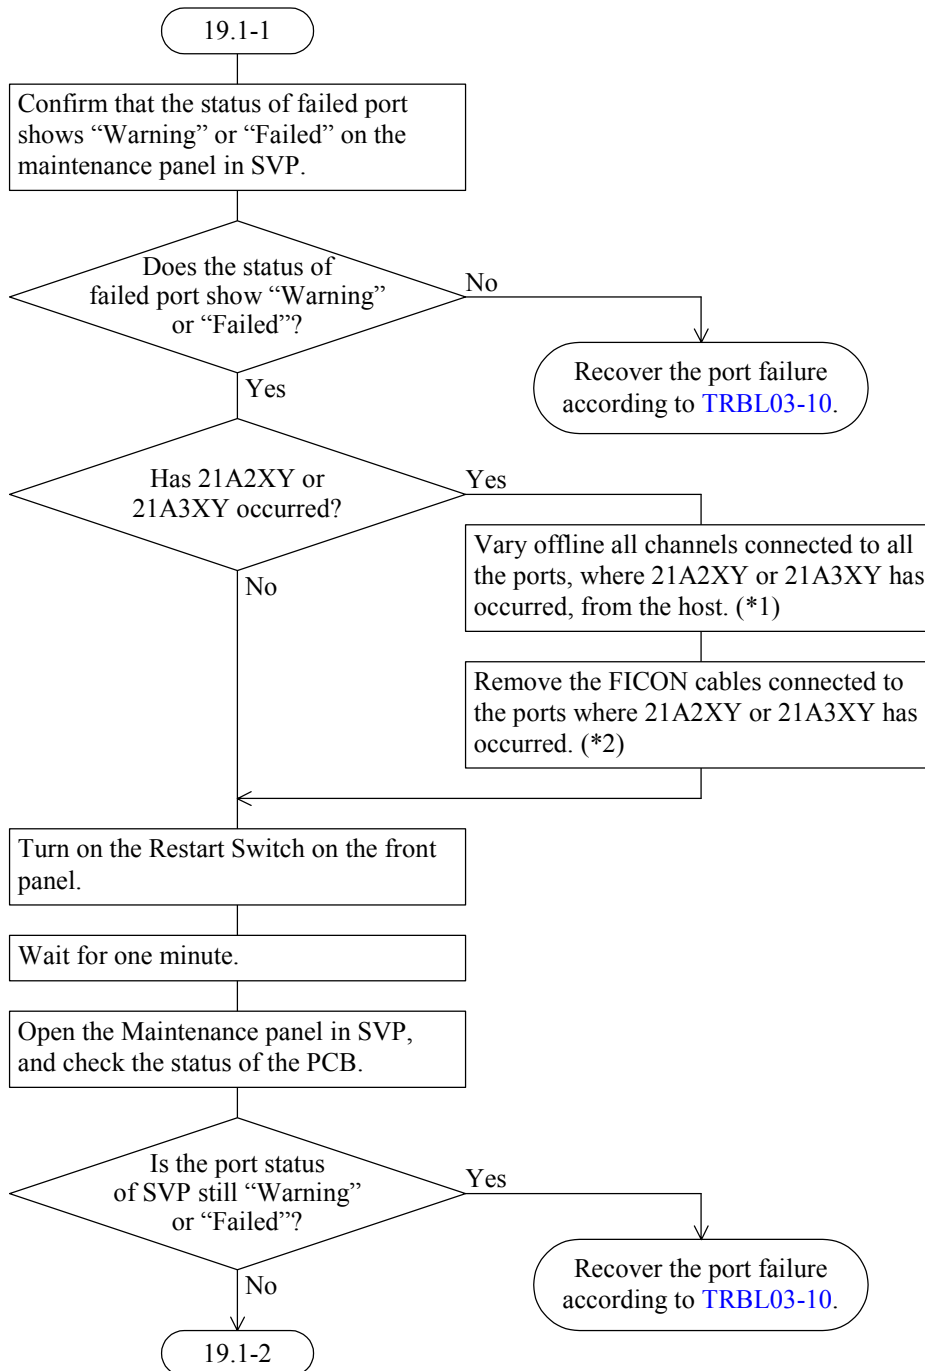 19.1-1
Confirm that the status of failed port
shows “Warning” or “Failed” on the
maintenance panel in SVP.
Does the status of
failed port show “Warning”
or “Failed”?
No
Recover the port failure
according to TRBL03-10.
Yes
Has 21A2XY or
21A3XY occurred?
Yes
Vary offline all channels connected to all
the ports, where 21A2XY or 21A3XY has
occurred, from the host. (*1)
Remove the FICON cables connected to
the ports where 21A2XY or 21A3XY has
occurred. (*2)
No
Turn on the Restart Switch on the front
panel.
Wait for one minute.
Open the Maintenance panel in SVP,
and check the status of the PCB.
Is the port status
of SVP still “Warning”
or “Failed”?
Yes
Recover the port failure
according to TRBL03-10.
No
19.1-2